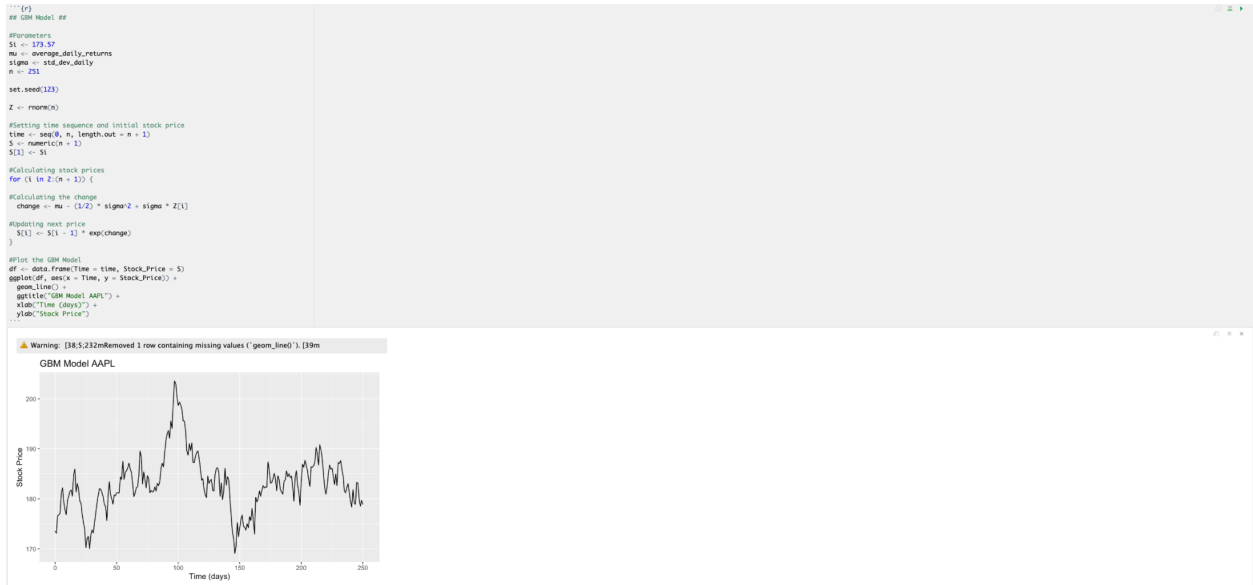 ```{r}
## GBM Model ##
#Parameters
Si <- 173.57
mu <- average_daily_returns
sigma <- std_dev_daily
n <- 251
set.seed(123)
Z <- rnorm(n)
#Setting time sequence and initial stock price
time <- seq(0, n, length.out = n + 1)
S <- numeric(n + 1)
S[1] <- Si
#Calculating stock prices
for (i in 2:(n + 1)) {
#Calculating the change
change <- mu - (1/2) * sigma^2 + sigma * Z[i]
#Updating next price
S[i] <- S[i - 1] * exp(change)
}
#Plot the GBM Model
df <- data.frame(Time = time, Stock_Price = S)
ggplot(df, aes(x = Time, y = Stock_Price)) +
geom_line() +
ggtitle("GBM Model AAPL") +
xlab("Time (days)") +
ylab("Stock Price")
```
Warning: [38;5;232mRemoved 1 row containing missing values (`geom_line()`). [39m
GBM Model AAPL
200
190
180
170
Stock Price
0 50 100 150 200 250
Time (days)